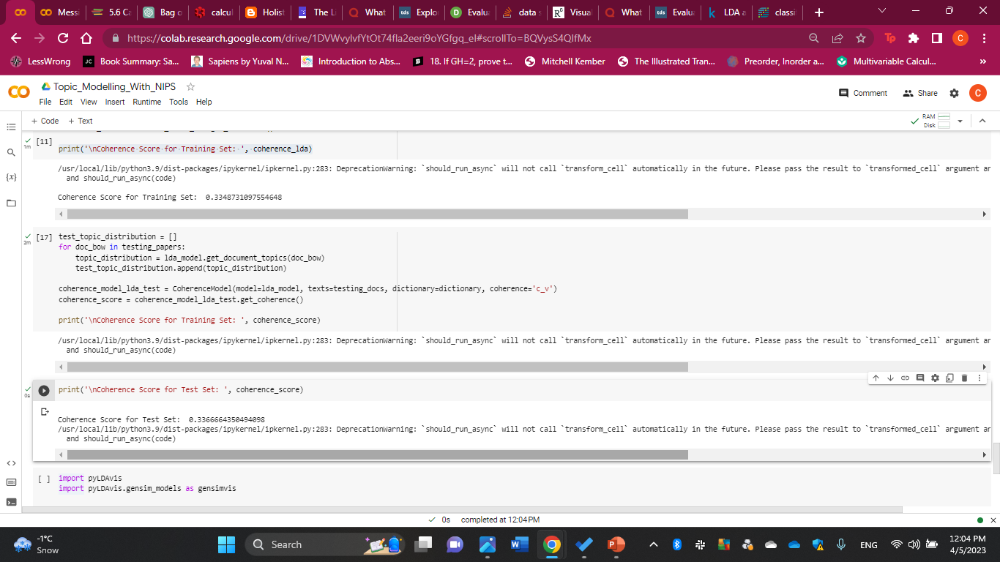 Messi
5.6 Ca
Bag o
calcul
Holist
The Li
What
Explo
Evalu
data s
Visual
What
Evalu
LDA a
classif
https://colab.research.google.com/drive/1DVWvylvfYtOt74fla2eeri9oYGfgq_el#scrollTo=BQVysS4QIfMx
LessWrong
Book Summary: Sa...
Sapiens by Yuval N...
Introduction to Abs...
18. If GH=2, prove t...
Mitchell Kember
The Illustrated Tran...
Preorder, Inorder a...
Multivariable Calcul...
Topic_Modelling_With_NIPS
File Edit View Insert Runtime Tools Help
Comment
Share
C
+ Code + Text
RAM
Disk
[11]
1m
print('\nCoherence Score for Training Set: ', coherence_lda)
/usr/local/lib/python3.9/dist-packages/ipykernel/ipkernel.py:283: DeprecationWarning: `should_run_async` will not call `transform_cell` automatically in the future. Please pass the result to `transformed_cell` argument ar
and should_run_async(code)
Coherence Score for Training Set:  0.3348731097554648
[17] test_topic_distribution = []
2m
for doc_bow in testing_papers:
topic_distribution = lda_model.get_document_topics(doc_bow)
test_topic_distribution.append(topic_distribution)
coherence_model_lda_test = CoherenceModel(model=lda_model, texts=testing_docs, dictionary=dictionary, coherence='c_v')
coherence_score = coherence_model_lda_test.get_coherence()
print('\nCoherence Score for Training Set: ', coherence_score)
/usr/local/lib/python3.9/dist-packages/ipykernel/ipkernel.py:283: DeprecationWarning: `should_run_async` will not call `transform_cell` automatically in the future. Please pass the result to `transformed_cell` argument ar
and should_run_async(code)
0s
print('\nCoherence Score for Test Set: ', coherence_score)
Coherence Score for Test Set:  0.3366664350494098
/usr/local/lib/python3.9/dist-packages/ipykernel/ipkernel.py:283: DeprecationWarning: `should_run_async` will not call `transform_cell` automatically in the future. Please pass the result to `transformed_cell` argument ar
and should_run_async(code)
[ ] import pyLDAvis
import pyLDAvis.gensim_models as gensimvis
0s completed at 12:04 PM
-1°C
Snow
Search
ENG
12:04 PM
4/5/2023